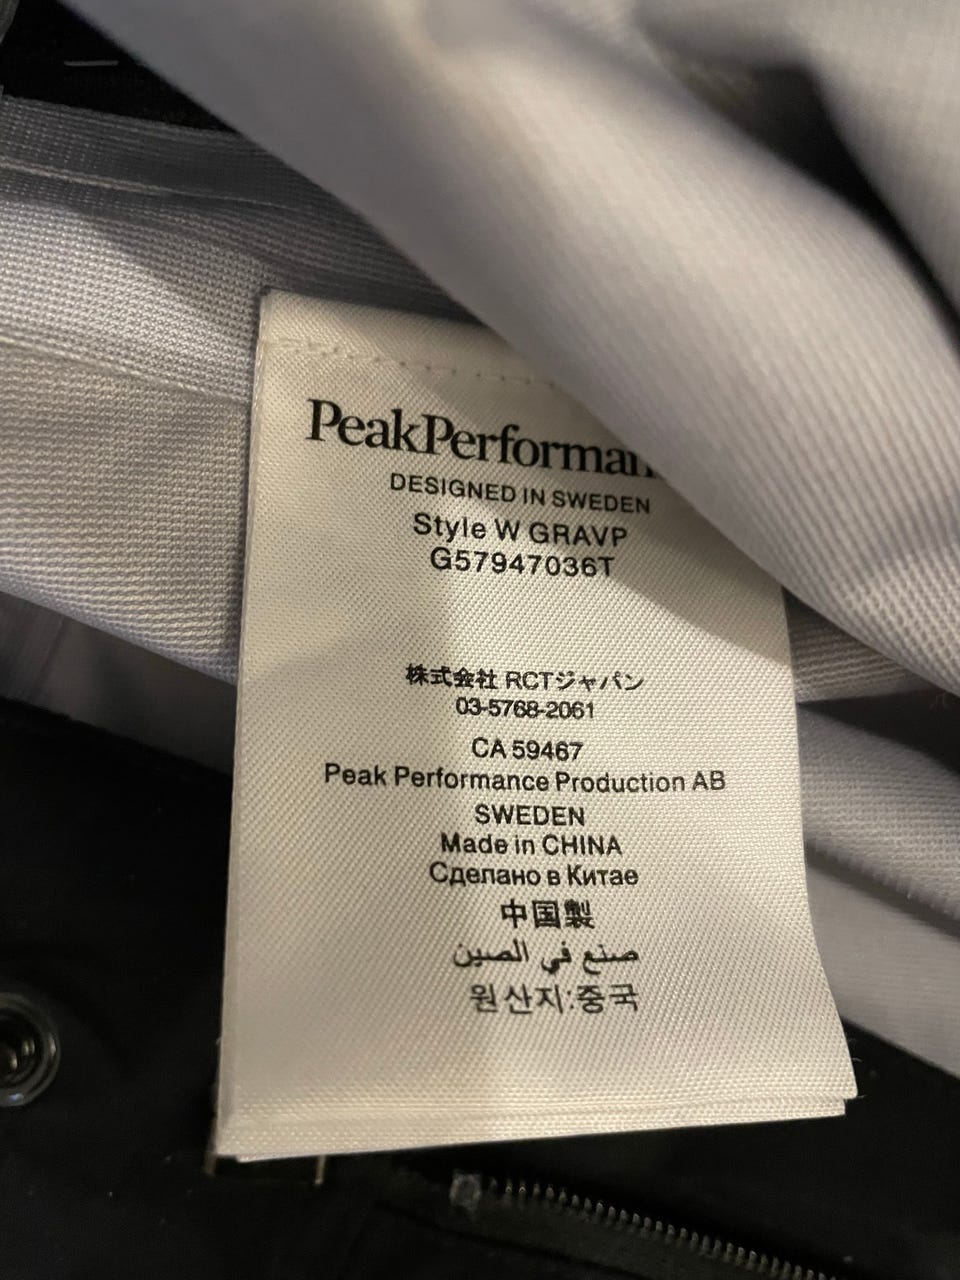 PeakPerforman
DESIGNED IN SWEDEN
Style W GRAVP
G57947036T
株式会社 RCTジャパン
03-5768-2061
CA 59467
Peak Performance Production AB
SWEDEN
Made in CHINA
Сделано в Китае
中国製
صنع في الصين
원산지:중국